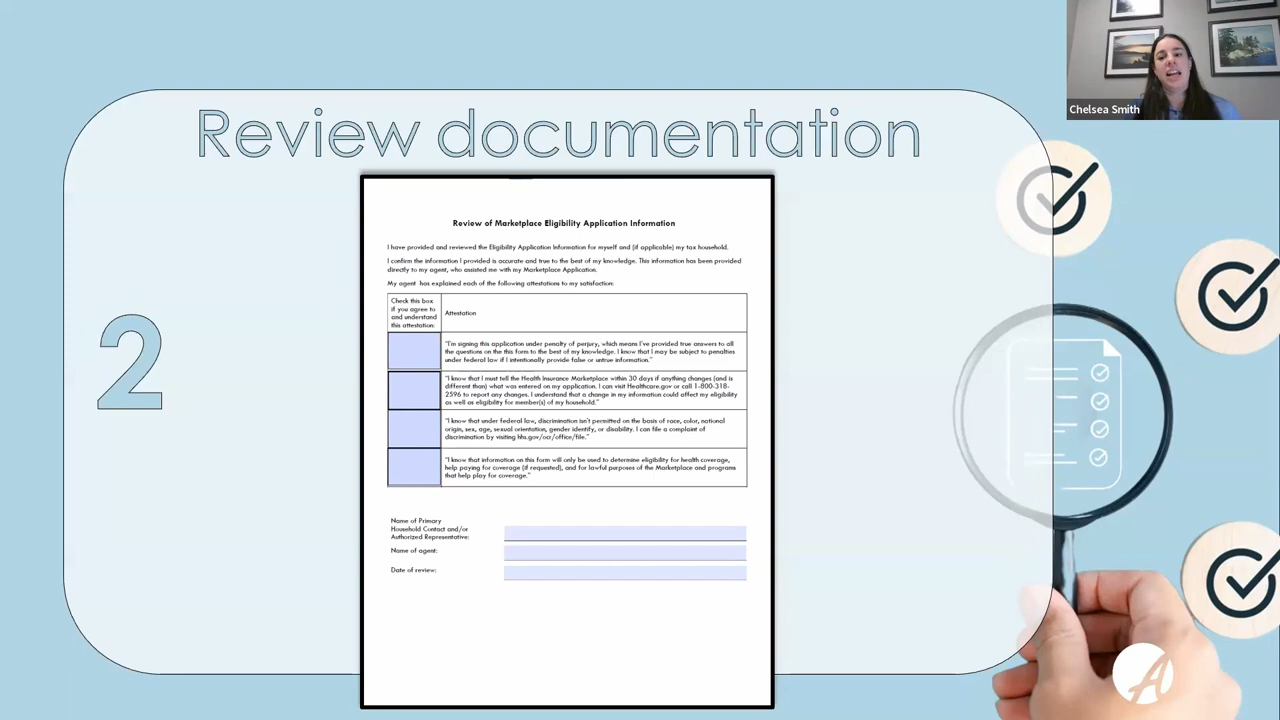 Review documentation
Chelsea Smith
2
Review of Marketplace Eligibility Application Information
I have provided and reviewed the Eligibility Application Information for myself and (if applicable) my tax household.
I confirm the information I provided is accurate and true to the best of my knowledge. This information has been provided
directly to my agent, who assisted me with my Marketplace Application.
My agent has explained each of the following attestations to my satisfaction:
Check this box
if you agree to
and understand
this attestation:
Attestation
"I'm signing this application under penalty of perjury, which means I've provided true answers to all
the questions on the this form to the best of my knowledge. I know that I may be subject to penalties
under federal law if I intentionally provide false or untrue information."
"I know that I must tell the Health Insurance Marketplace within 30 days if anything changes (and is
different than) what was entered on my application. I can visit Healthcare.gov or call 1-800-318-
2596 to report any changes. I understand that a change in my information could affect my eligibility
as well as eligibility for member(s) of my household."
"I know that under federal law, discrimination isn't permitted on the basis of race, color, national
origin, sex, age, sexual orientation, gender identify, or disability. I can file a complaint of
discrimination by visiting hhs.gov/ocr/office/file."
"I know that information on this form will only be used to determine eligibility for health coverage,
help paying for coverage (if requested), and for lawful purposes of the Marketplace and programs
that help play for coverage."
Name of Primary
Household Contact and/or
Authorized Representative:
Name of agent:
Date of review:
A